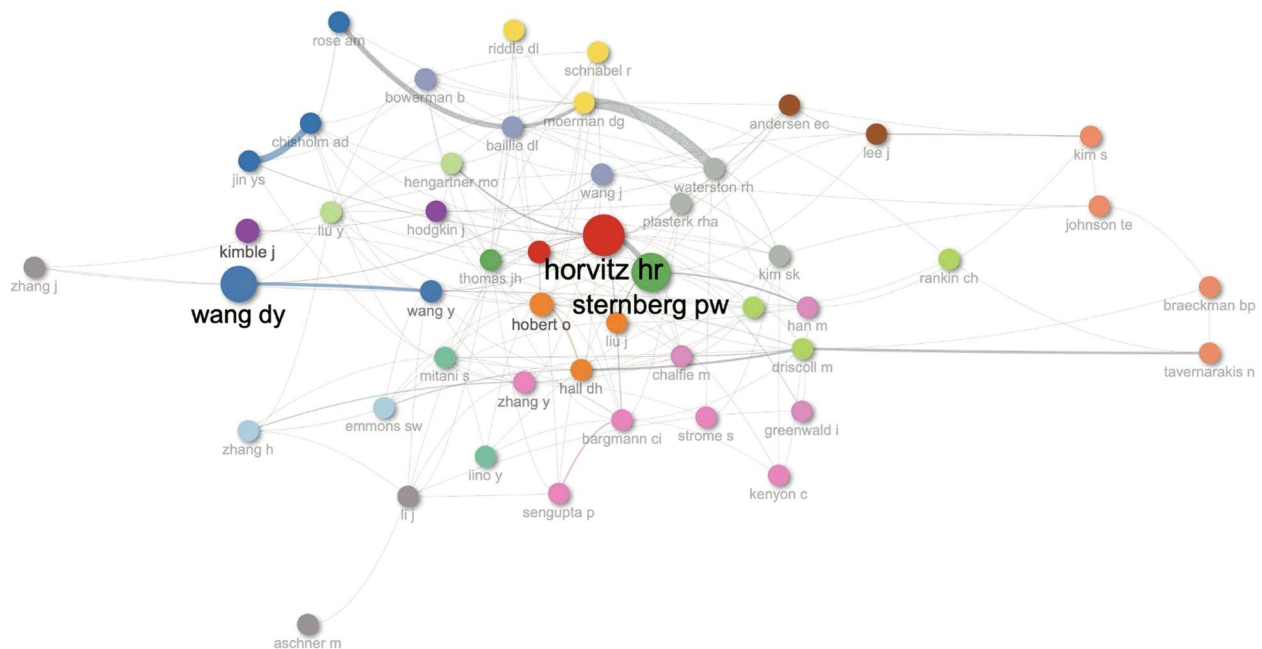 rose am
riddle dl
schnabel r
bowerman b
moerman dg
andersen ec
chisholm ad
baillie dl
lee j
kim s
jin ys
hengartner mo
wang j
waterston rh
liu y
hodgkin j
plasterk rha
johnson te
kimble j
zhang j
thomas jh
horvitz hr
kim sk
rankin ch
wang dy
wang y
hobert o
sternberg pw
liu j
han m
braeckman bp
mitani s
hall dh
chalfie m
driscoll m
tavernarakis n
zhang y
emmons sw
zhang h
bargmann ci
strome s
greenwald i
iino y
kenyon c
li j
sengupta p
aschner m